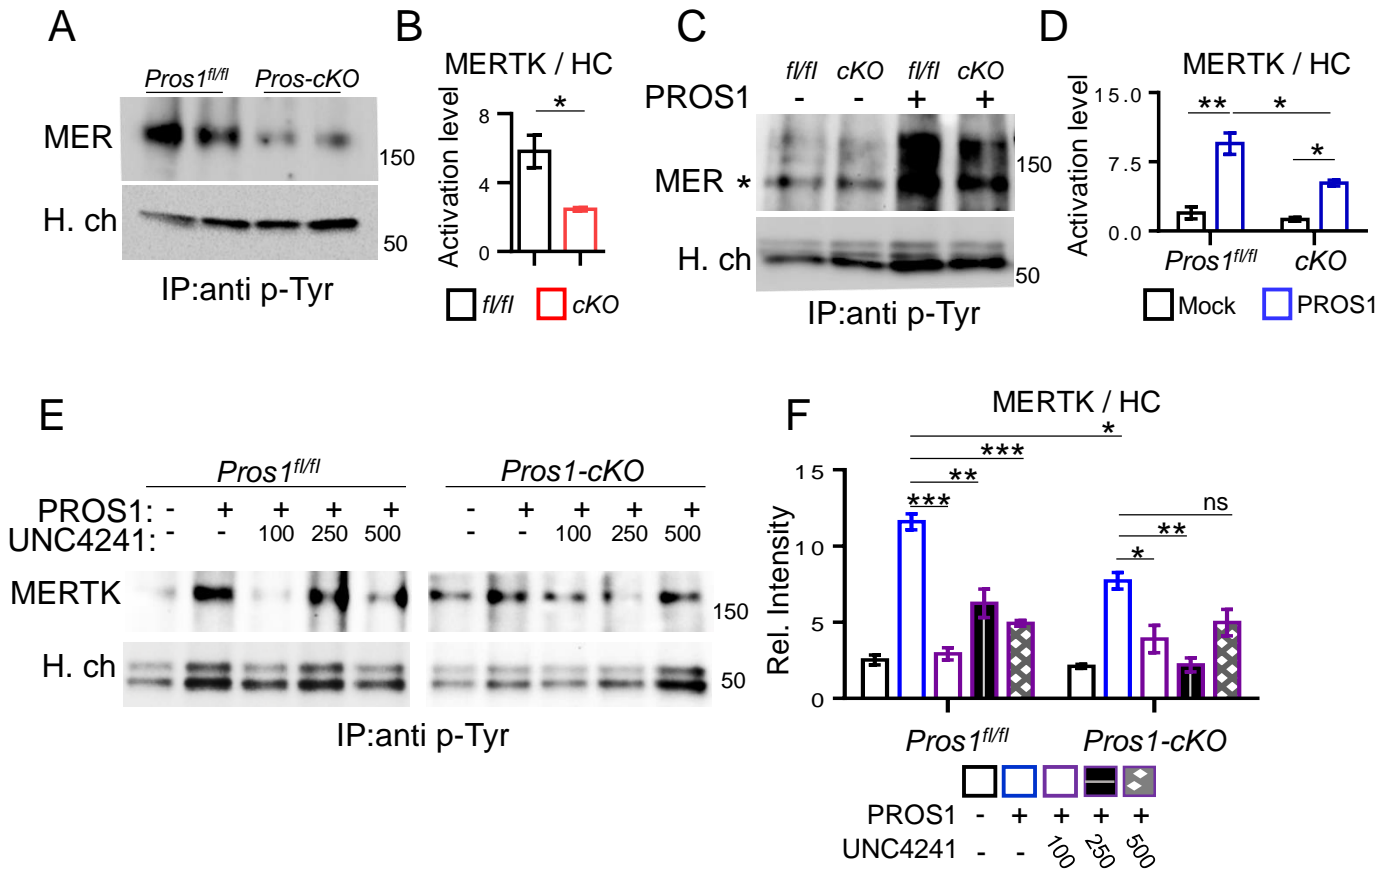 A
Pros1fl/fl Pros-cKO
MER
150
H. ch
50
IP:anti p-Tyr
B
MERTK / HC
Activation level
8
4
0
*
fl/fl cKO
C
fl/fl cKO fl/fl cKO
PROS1 - - + +
MER *
150
H. ch
50
IP:anti p-Tyr
D
MERTK / HC
Activation level
15.0
7.5
0.0
** *
*
Pros1fl/fl cKO
Mock PROS1
E
Pros1fl/fl Pros1-cKO
PROS1: - + + + + - + + + +
UNC4241: - - 100 250 500 - - 100 250 500
MERTK
150
H. ch
50
IP:anti p-Tyr
F
MERTK / HC
Rel. Intensity
15
10
5
0
*
***
**
***
ns
**
*
Pros1fl/fl Pros1-cKO
PROS1 - + + + +
UNC4241 - - 100 250 500